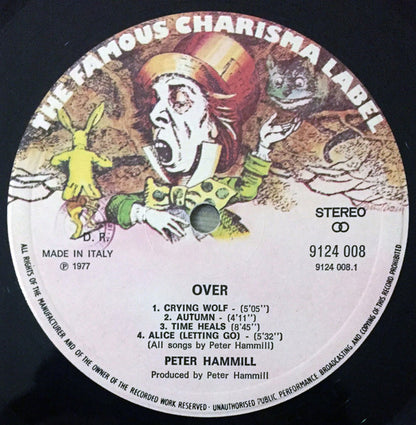 THE FAMOUS CHARISMA LABEL
D. R.
STEREO
MADE IN ITALY
℗ 1977
9124 008
9124 008.1
OVER
1. CRYING WOLF - (5'05'')
2. AUTUMN - (4'11'')
3. TIME HEALS - (8'45'')
4. ALICE (LETTING GO) - (5'32'')
(All songs by Peter Hammill)
PETER HAMMILL
Produced by Peter Hammill
ALL RIGHTS OF THE MANUFACTURER AND OF THE OWNER OF THE RECORDED WORK RESERVED - UNAUTHORISED PUBLIC PERFORMANCE, BROADCASTING AND COPYING OF THIS RECORD PROHIBITED